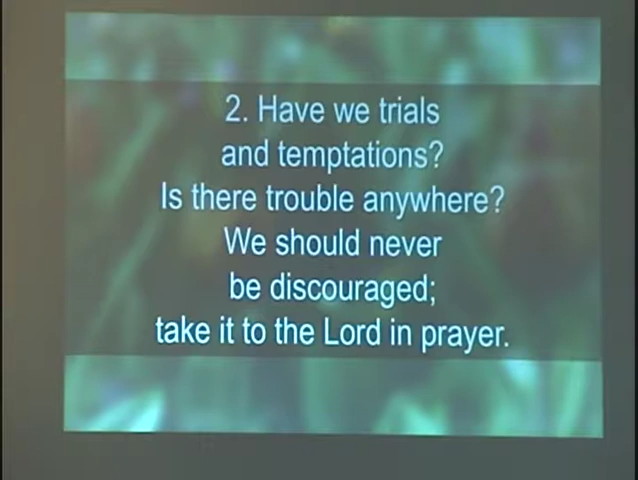 2. Have we trials
and temptations?
Is there trouble anywhere?
We should never
be discouraged;
take it to the Lord in prayer.